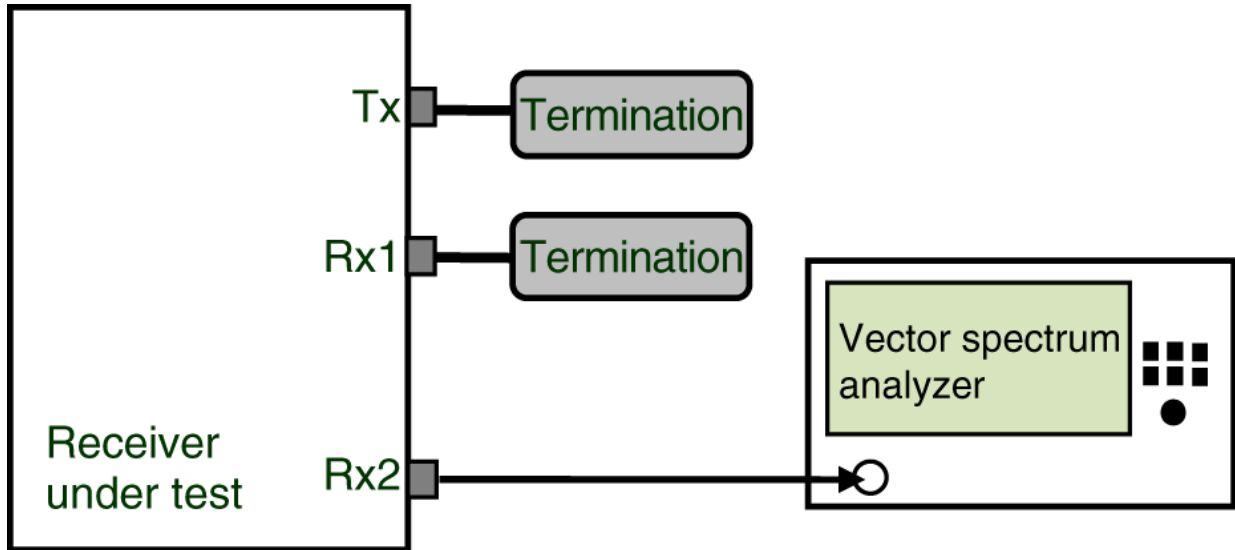 Tx
Termination
Rx1
Termination
Vector spectrum
analyzer
Receiver
under test
Rx2